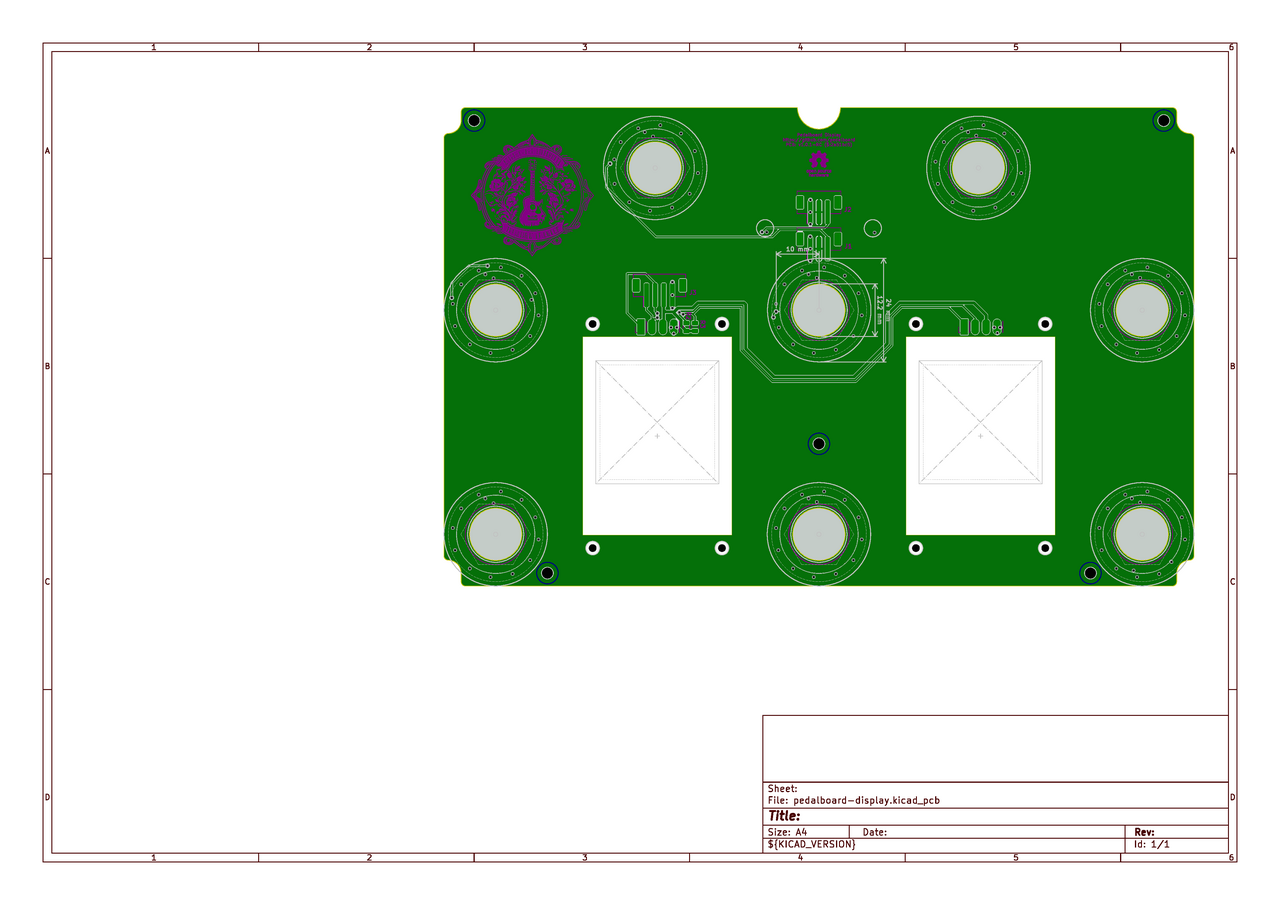 1 2 3 4 5 6
A A
10 mm
12.2 mm
24 mm
B B
C C
D D
Sheet:
File: pedalboard-display.kicad_pcb
Title:
Size: A4 Date: Rev:
${KICAD_VERSION} Id: 1/1
1 2 3 4 5 6